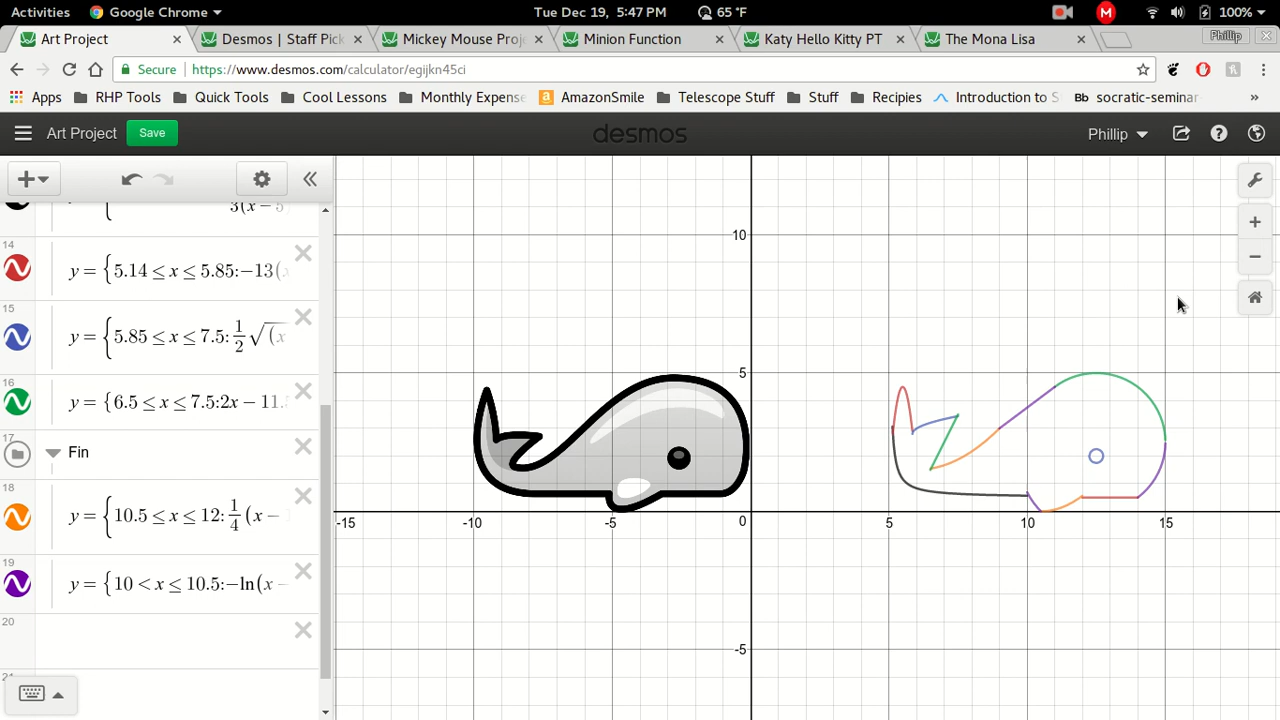 Activities Google Chrome Tue Dec 19, 5:47 PM 65 °F M 100%
Art Project Desmos | Staff Pick Mickey Mouse Proj Minion Function Katy Hello Kitty PT The Mona Lisa Phillip
Secure https://www.desmos.com/calculator/egijkn45ci
Apps RHP Tools Quick Tools Cool Lessons Monthly Expense AmazonSmile Telescope Stuff Stuff Recipies Introduction to S Bb socratic-seminar »
Art Project Save desmos Phillip
3(x − 5
14 y = {5.14 ≤ x ≤ 5.85:−13(x
15 y = {5.85 ≤ x ≤ 7.5: 1/2 √(x
16 y = {6.5 ≤ x ≤ 7.5:2x − 11.
17 Fin
18 y = {10.5 ≤ x ≤ 12: 1/4 (x −
19 y = {10 < x ≤ 10.5:−ln(x −
20
21
10
5
-15 -10 -5 0 5 10 15
-5